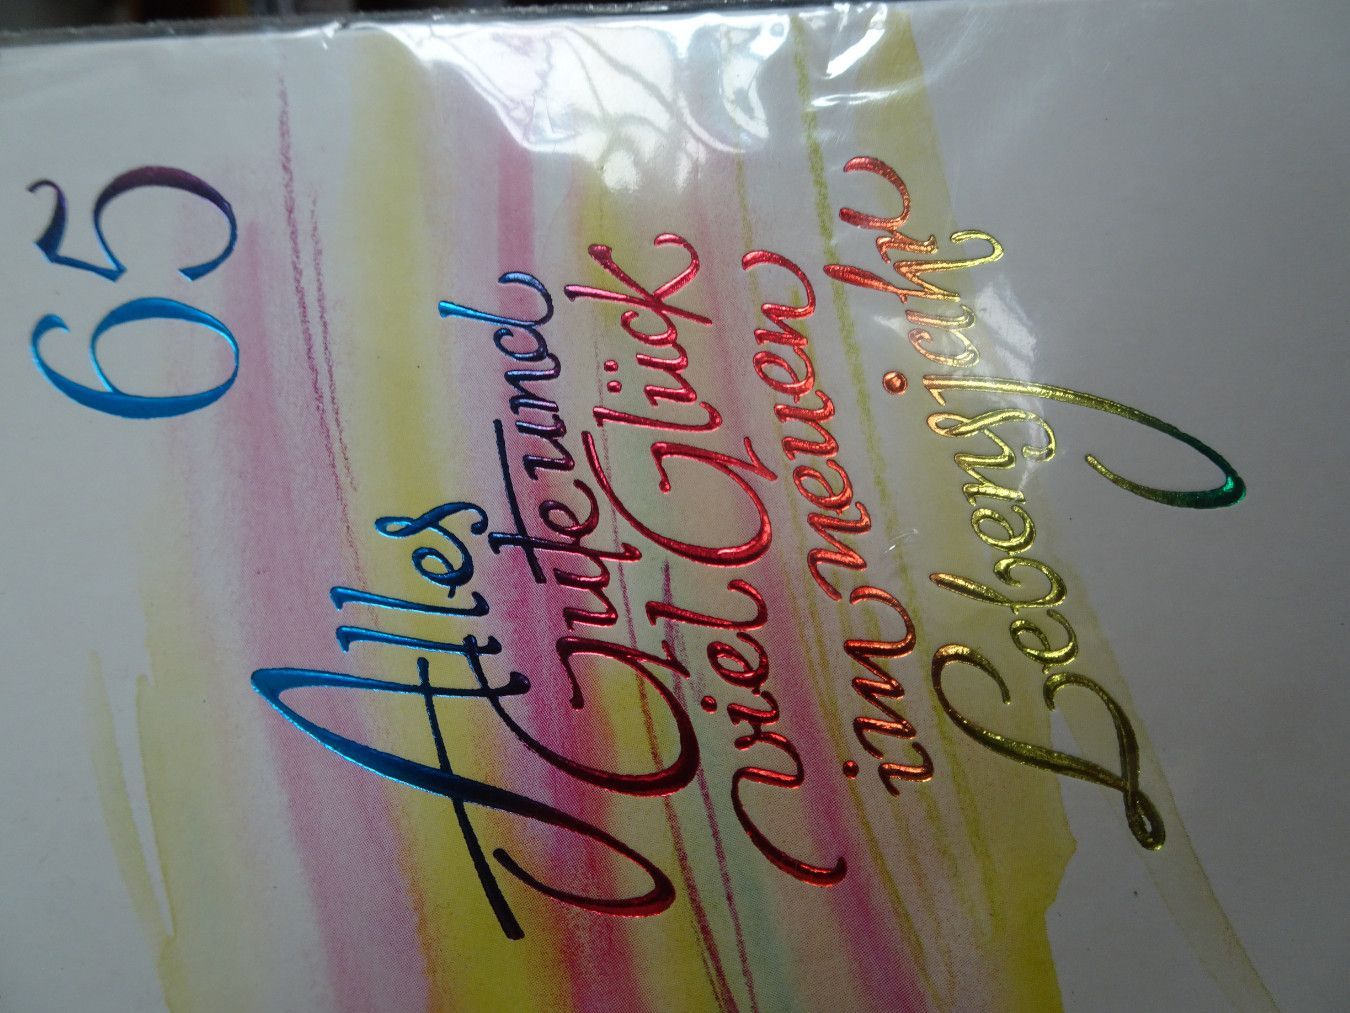 65
Alles
Gute und
viel Glück
im neuen
Lebensjahr